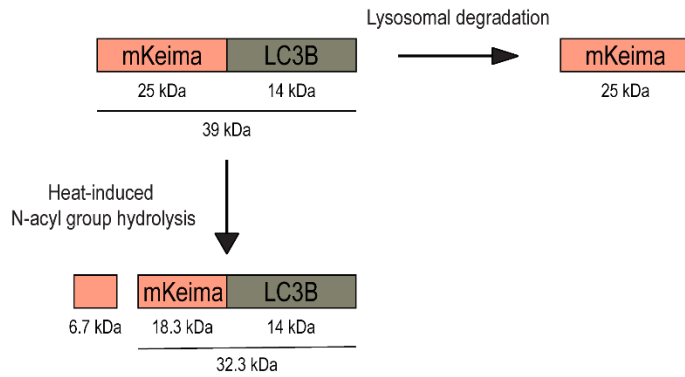 Lysosomal degradation
mKeima LC3B mKeima
25 kDa 14 kDa 25 kDa
39 kDa
Heat-induced
N-acyl group hydrolysis
mKeima LC3B
6.7 kDa 18.3 kDa 14 kDa
32.3 kDa